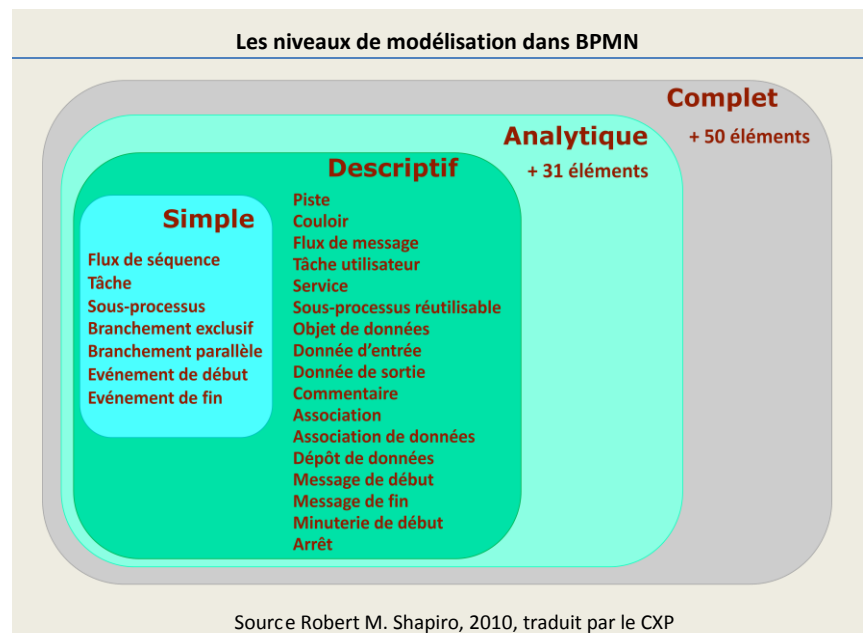 Les niveaux de modélisation dans BPMN
Complet
+ 50 éléments
Analytique
+ 31 éléments
Descriptif
Piste
Couloir
Flux de message
Tâche utilisateur
Service
Sous-processus réutilisable
Objet de données
Donnée d'entrée
Donnée de sortie
Commentaire
Association
Association de données
Dépôt de données
Message de début
Message de fin
Minuterie de début
Arrêt
Simple
Flux de séquence
Tâche
Sous-processus
Branchement exclusif
Branchement parallèle
Evénement de début
Evénement de fin
Source Robert M. Shapiro, 2010, traduit par le CXP